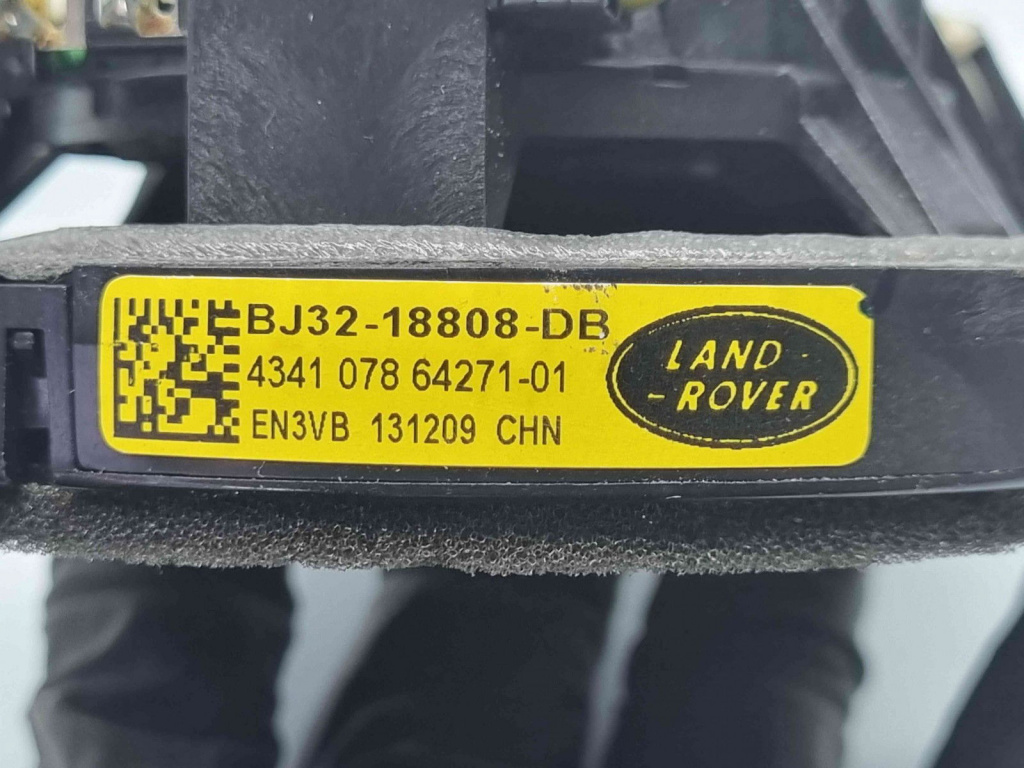 BJ32-18808-DB
4341 078 64271-01
EN3VB 131209 CHN
LAND
-ROVER